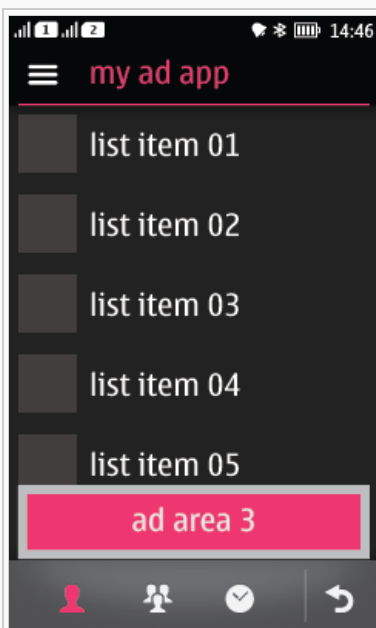 1 2 14:46
my ad app
list item 01
list item 02
list item 03
list item 04
list item 05
ad area 3